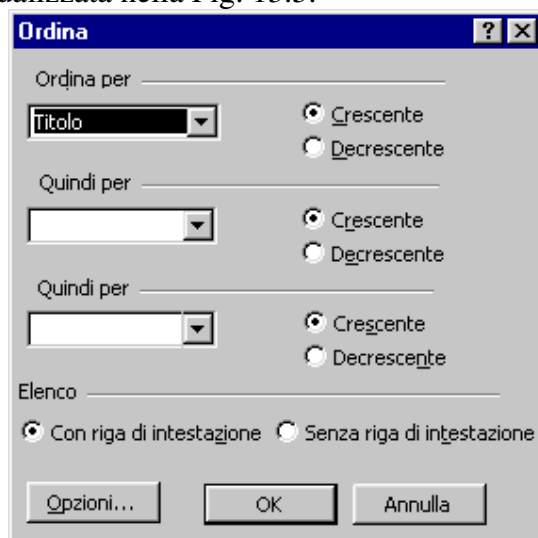 Ordina
Ordina per
Titolo
Crescente
Decrescente
Quindi per
Crescente
Decrescente
Quindi per
Crescente
Decrescente
Elenco
Con riga di intestazione Senza riga di intestazione
Opzioni... OK Annulla